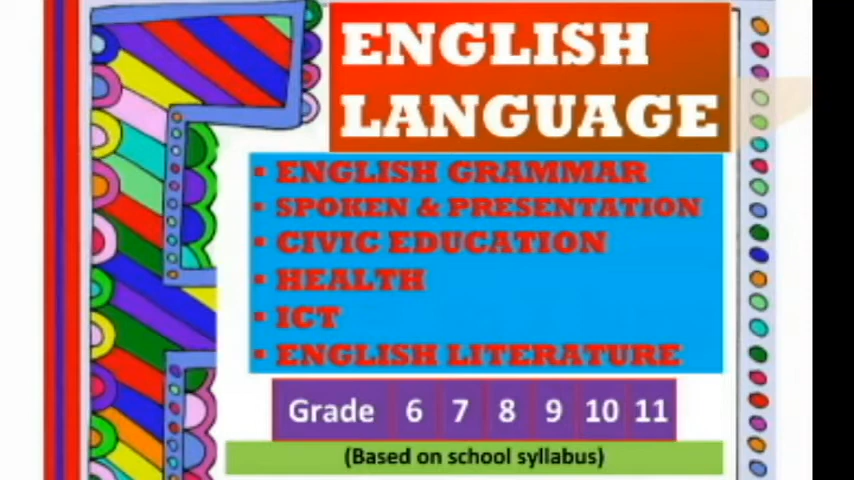 ENGLISH
LANGUAGE
▪ ENGLISH GRAMMAR
▪ SPOKEN & PRESENTATION
▪ CIVIC EDUCATION
▪ HEALTH
▪ ICT
▪ ENGLISH LITERATURE
Grade 6 7 8 9 10 11
(Based on school syllabus)